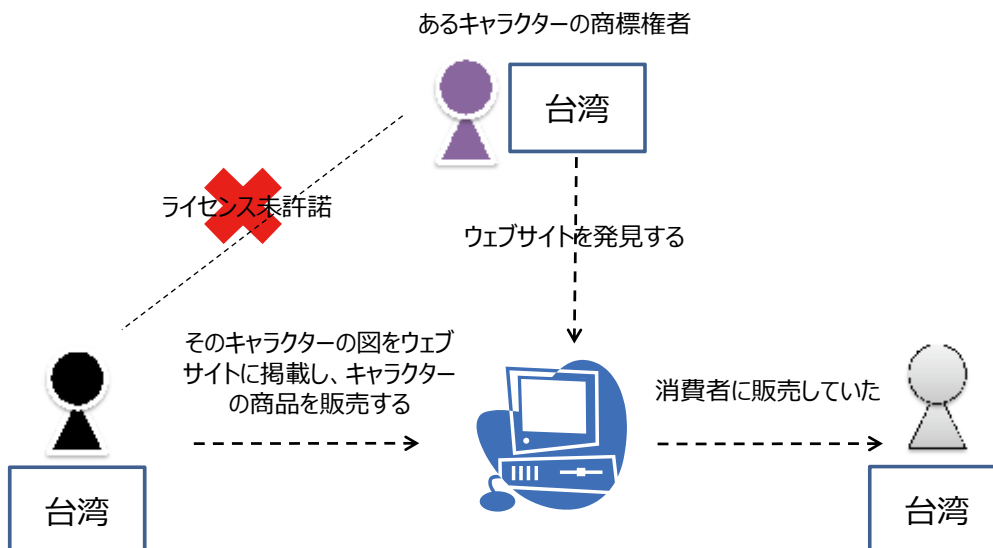 あるキャラクターの商標権者
台湾
ライセンス未許諾
ウェブサイトを発見する
そのキャラクターの図をウェブ
サイトに掲載し、キャラクター
の商品を販売する
消費者に販売していた
台湾
台湾